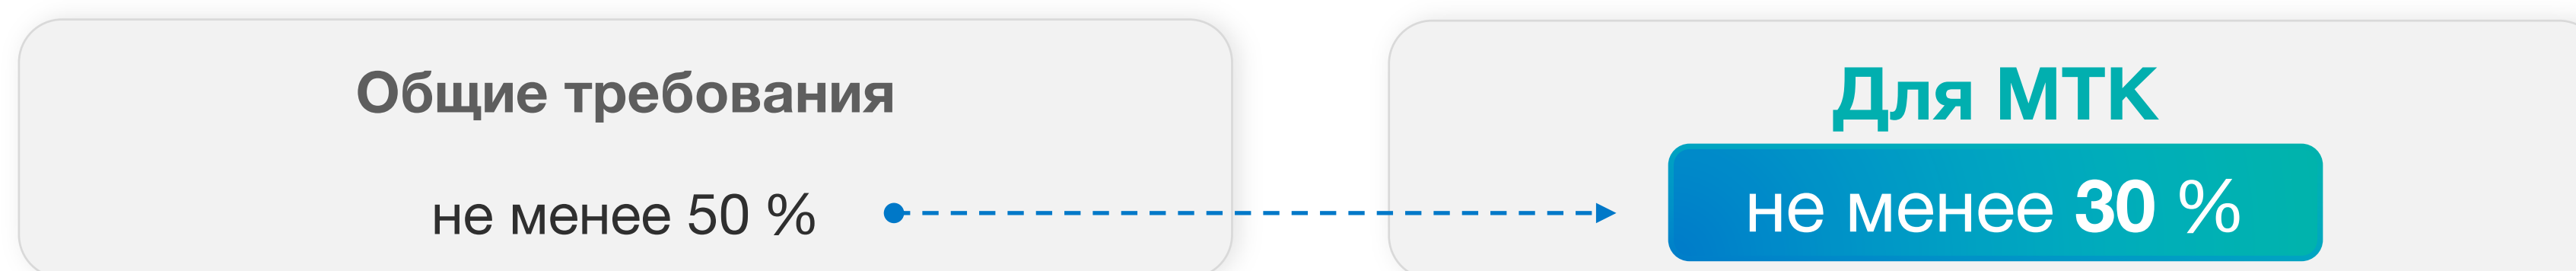 Общие требования
Для МТК
не менее 50 %
не менее 30 %